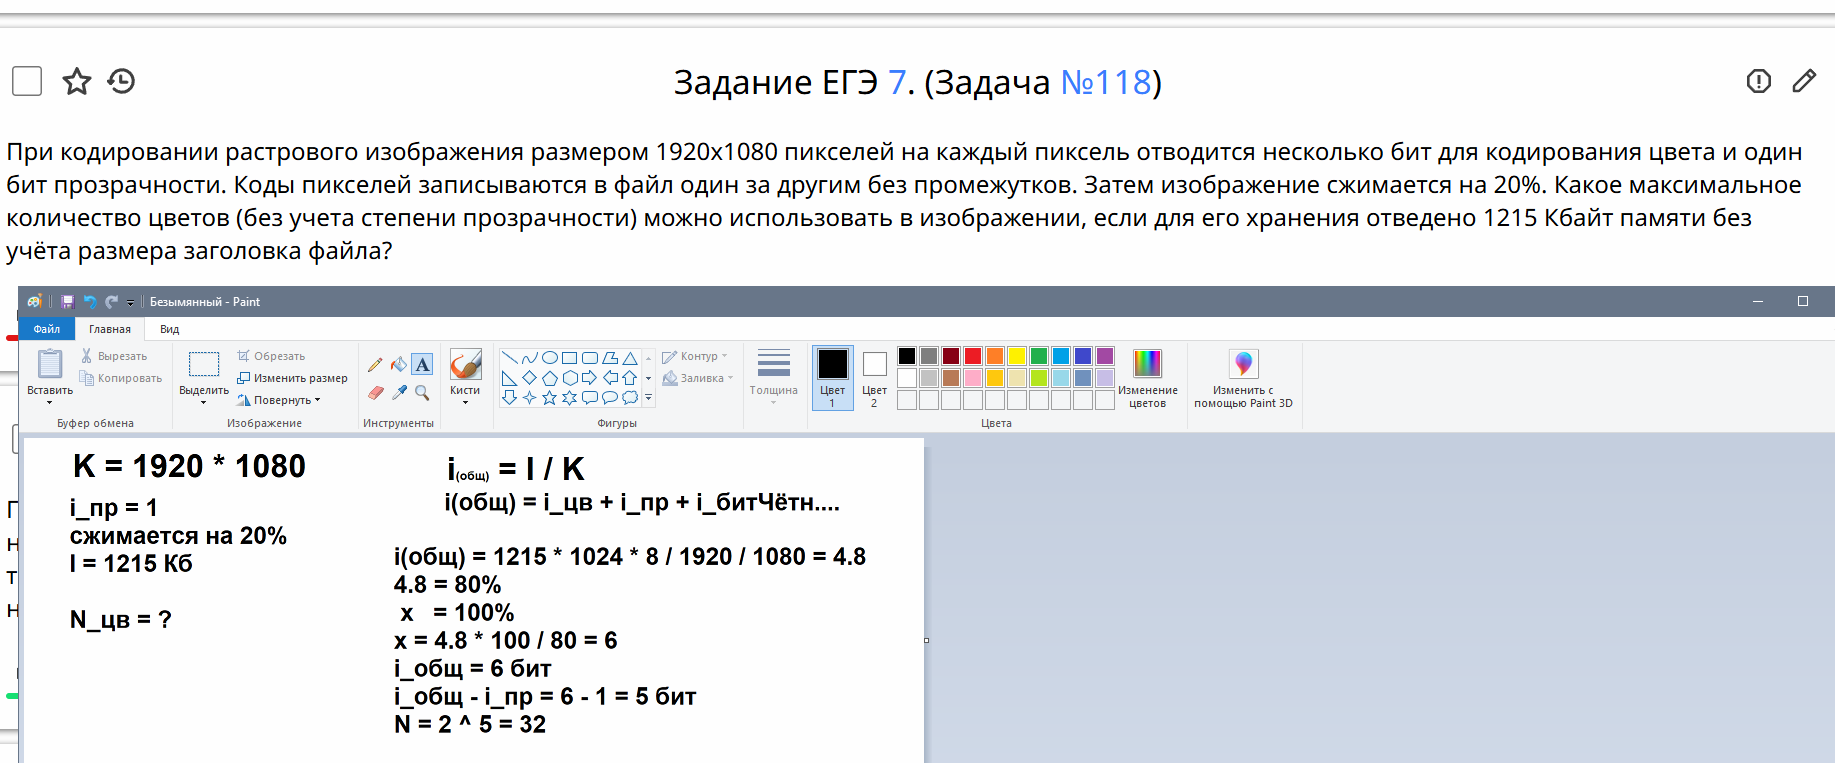 Задание ЕГЭ 7. (Задача №118)
При кодировании растрового изображения размером 1920x1080 пикселей на каждый пиксель отводится несколько бит для кодирования цвета и один
бит прозрачности. Коды пикселей записываются в файл один за другим без промежутков. Затем изображение сжимается на 20%. Какое максимальное
количество цветов (без учета степени прозрачности) можно использовать в изображении, если для его хранения отведено 1215 Кбайт памяти без
учёта размера заголовка файла?
Безымянный - Paint
Файл Главная Вид
Вставить
Вырезать
Копировать
Буфер обмена
Выделить
Обрезать
Изменить размер
Повернуть
Изображение
Инструменты
Кисти
Контур
Заливка
Фигуры
Толщина
Цвет
1
Цвет
2
Изменение
цветов
Цвета
Изменить с
помощью Paint 3D
K = 1920 * 1080
i_пр = 1
сжимается на 20%
I = 1215 Кб
N_цв = ?
i(общ) = I / K
i(общ) = i_цв + i_пр + i_битЧётн....
i(общ) = 1215 * 1024 * 8 / 1920 / 1080 = 4.8
4.8 = 80%
x = 100%
x = 4.8 * 100 / 80 = 6
i_общ = 6 бит
i_общ - i_пр = 6 - 1 = 5 бит
N = 2 ^ 5 = 32